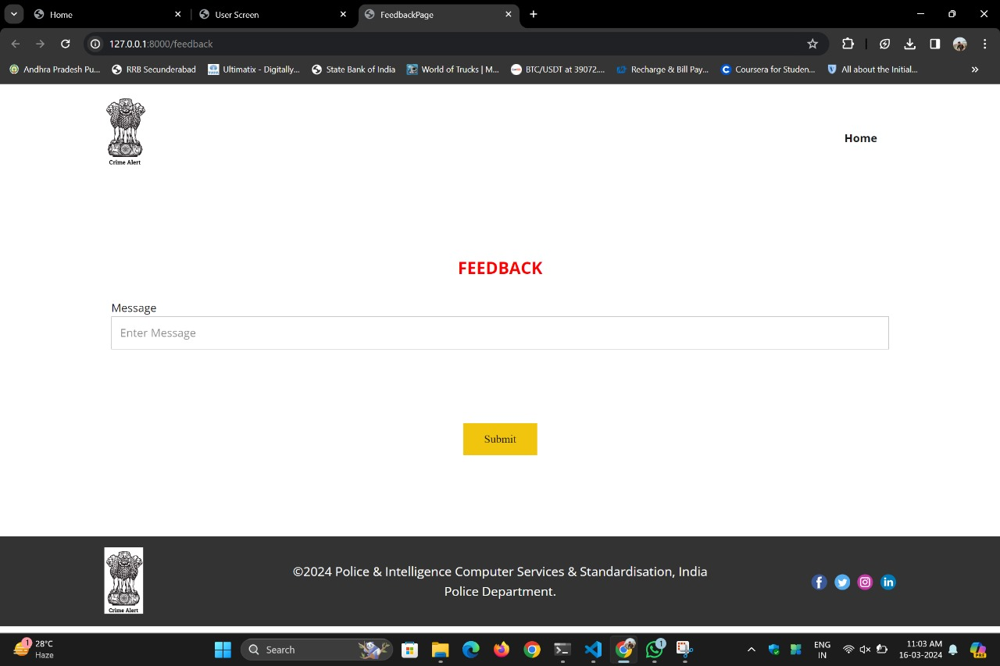 Home
User Screen
FeedbackPage
127.0.0.1:8000/feedback
Andhra Pradesh Pu...
RRB Secunderabad
Ultimatix - Digitally...
State Bank of India
World of Trucks | M...
BTC/USDT at 39072....
Recharge & Bill Pay...
Coursera for Studen...
All about the Initial...
Crime Alert
Home
FEEDBACK
Message
Enter Message
Submit
Crime Alert
©2024 Police & Intelligence Computer Services & Standardisation, India
Police Department.
1
28°C
Haze
Search
1
ENG
IN
11:03 AM
16-03-2024
PRE